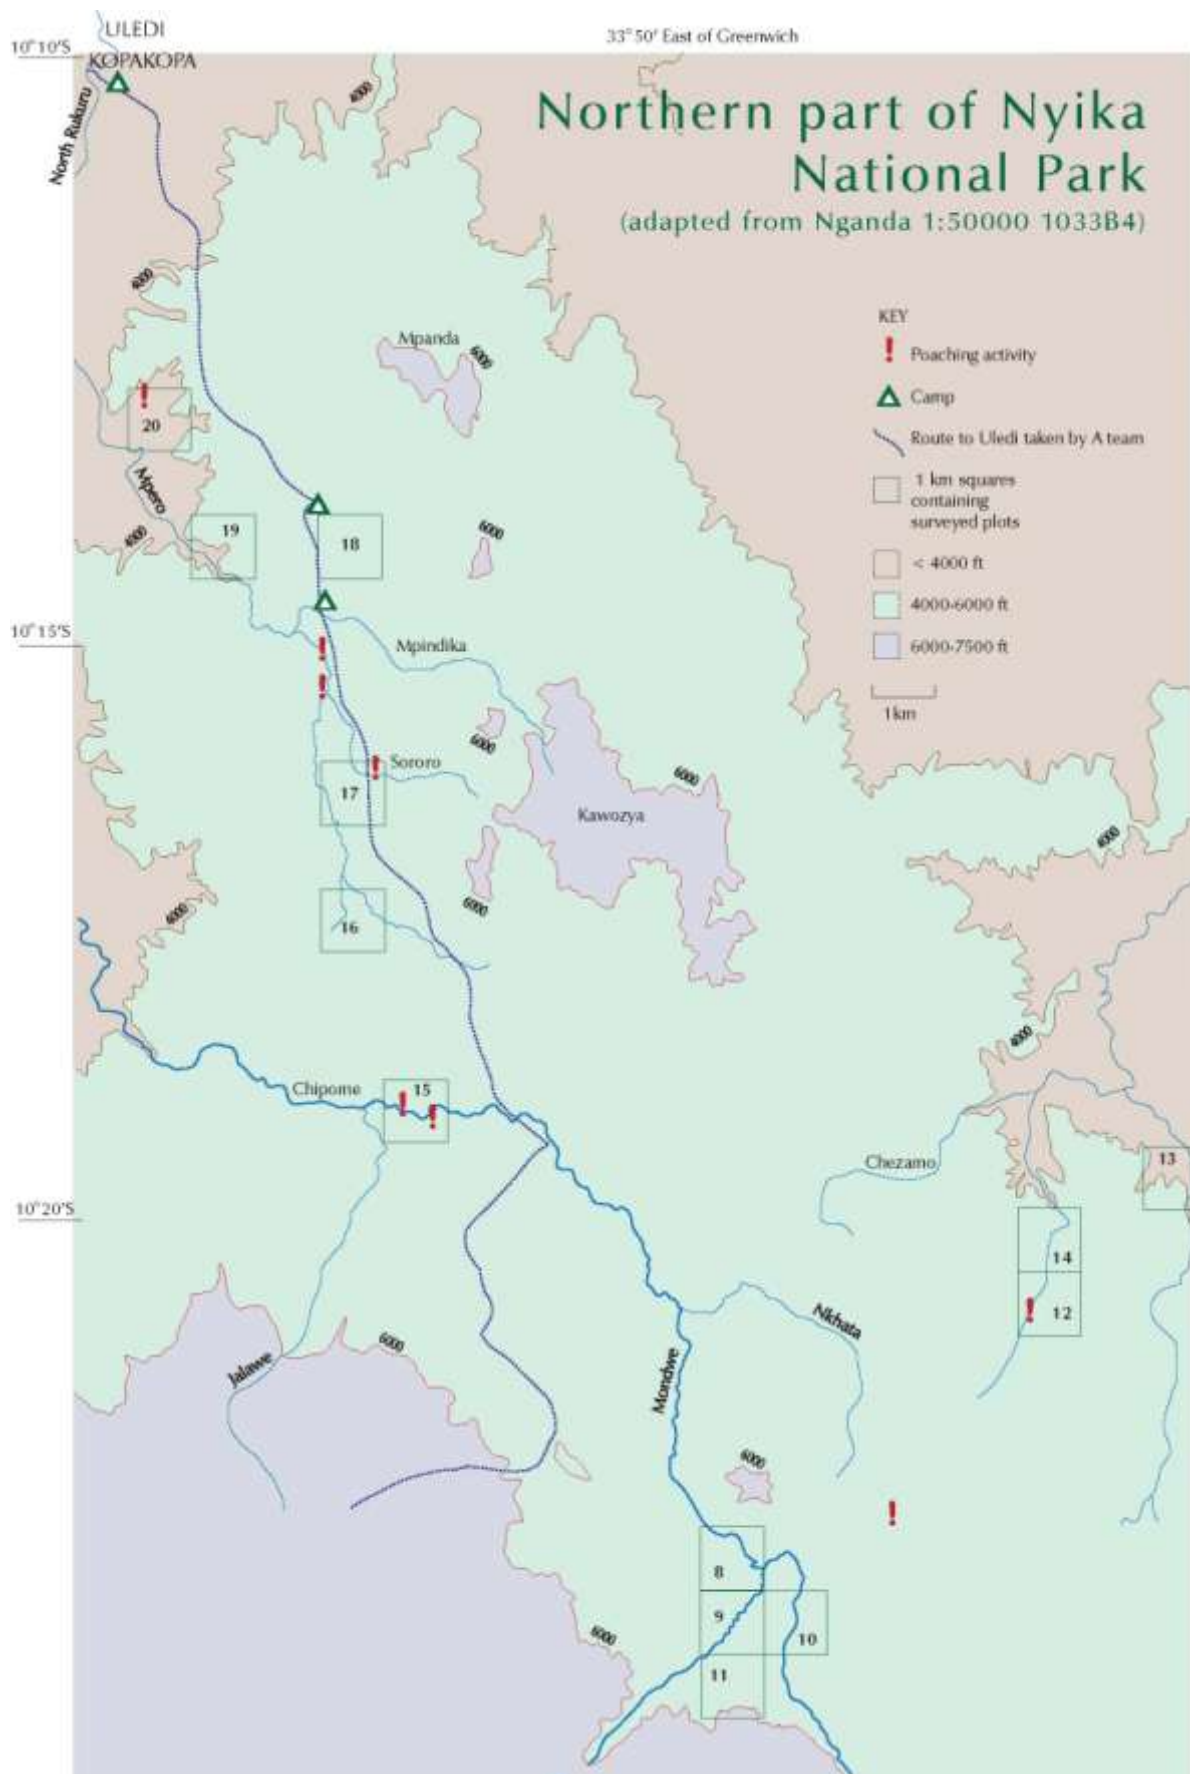 ULEDI
33°50' East of Greenwich
10°10'S
KOPAKOPA
North Rukuru
4000
Northern part of Nyika
National Park
(adapted from Nganda 1:50000 1033B4)
4000
KEY
Poaching activity
Camp
Route to Uledi taken by A team
1 km squares
containing
surveyed plots
< 4000 ft
4000-6000 ft
6000-7500 ft
1km
Mpanda
6000
20
Mpero
4000
19
18
6000
10°15'S
Mpindika
6000
Sororo
17
6000
Kawozya
4000
4000
6000
16
4000
Chipome
15
Chezamo
13
10°20'S
14
12
Nkhata
6000
Jalawe
Mondwe
6000
8
9
10
6000
11